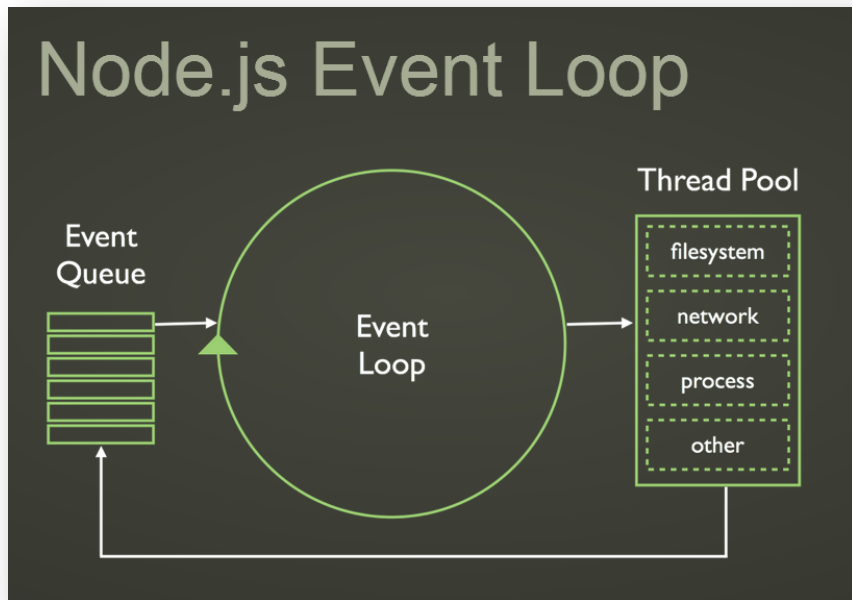 Node.js Event Loop
Event
Queue
Event
Loop
Thread Pool
filesystem
network
process
other